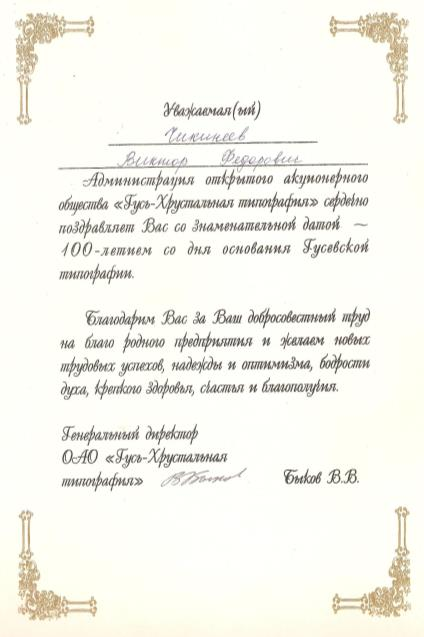 Уважаемая(ый)
Чикинеев
Виктор Федорович
Администрация открытого акционерного
общества «Гусь-Хрустальная типография» сердечно
поздравляет Вас со знаменательной датой ~
100-летием со дня основания Гусевской
типографии.
Благодарим Вас за Ваш добросовестный труд
на благо родного предприятия и желаем новых
трудовых успехов, надежды и оптимизма, бодрости
духа, крепкого здоровья, счастья и благополучия.
Генеральный директор
ОАО «Гусь-Хрустальная
типография» Быков В.В.